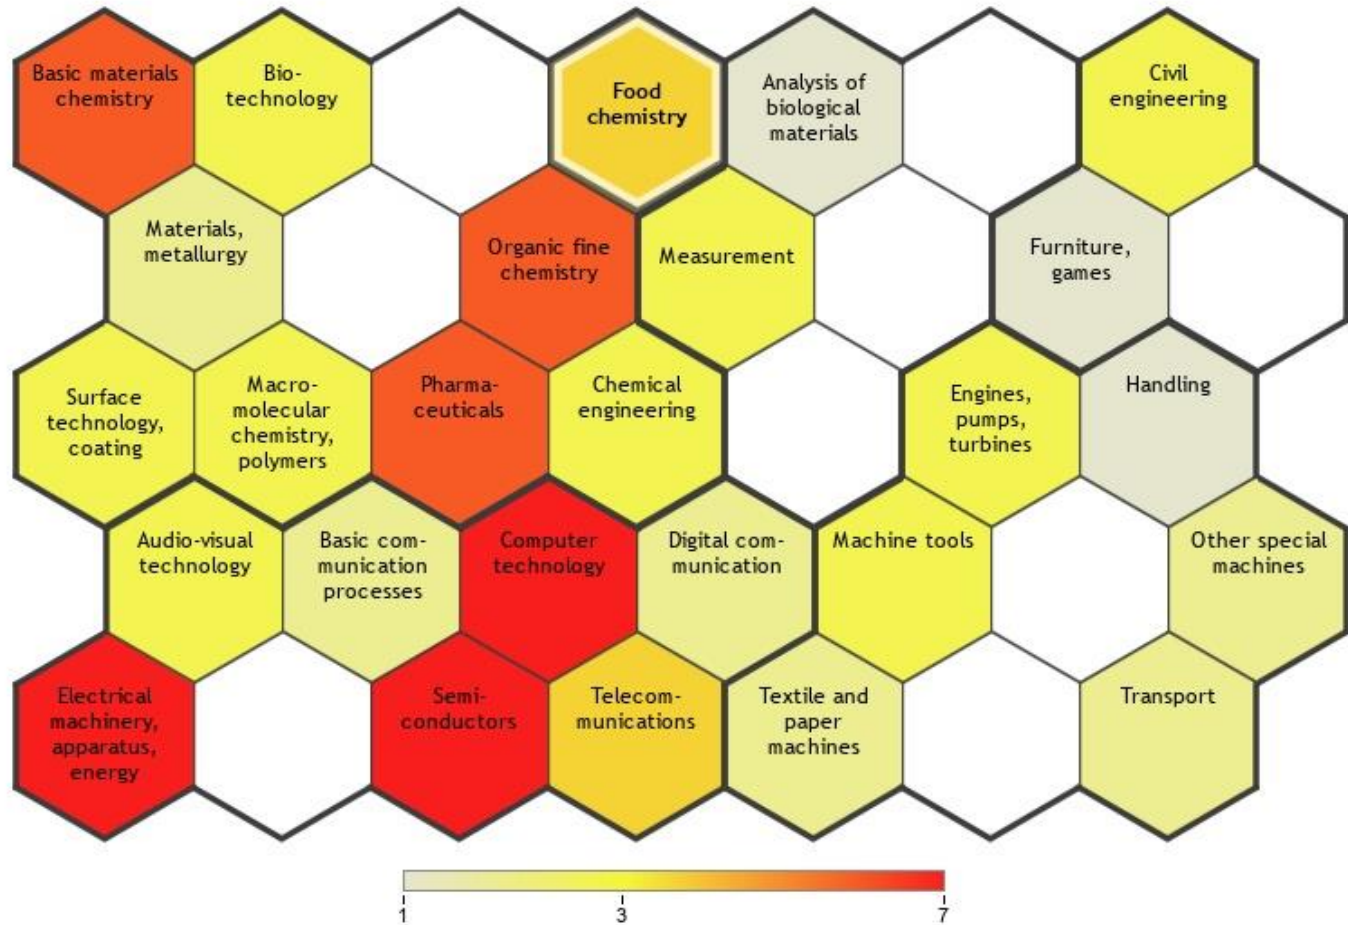 Basic materials
chemistry
Bio-
technology
Food
chemistry
Analysis of
biological
materials
Civil
engineering
Materials,
metallurgy
Organic fine
chemistry
Measurement
Furniture,
games
Surface
technology,
coating
Macro-
molecular
chemistry,
polymers
Pharma-
ceuticals
Chemical
engineering
Engines,
pumps,
turbines
Handling
Audio-visual
technology
Basic com-
munication
processes
Computer
technology
Digital com-
munication
Machine tools
Other special
machines
Electrical
machinery,
apparatus,
energy
Semi-
conductors
Telecom-
munications
Textile and
paper
machines
Transport
1 3 7